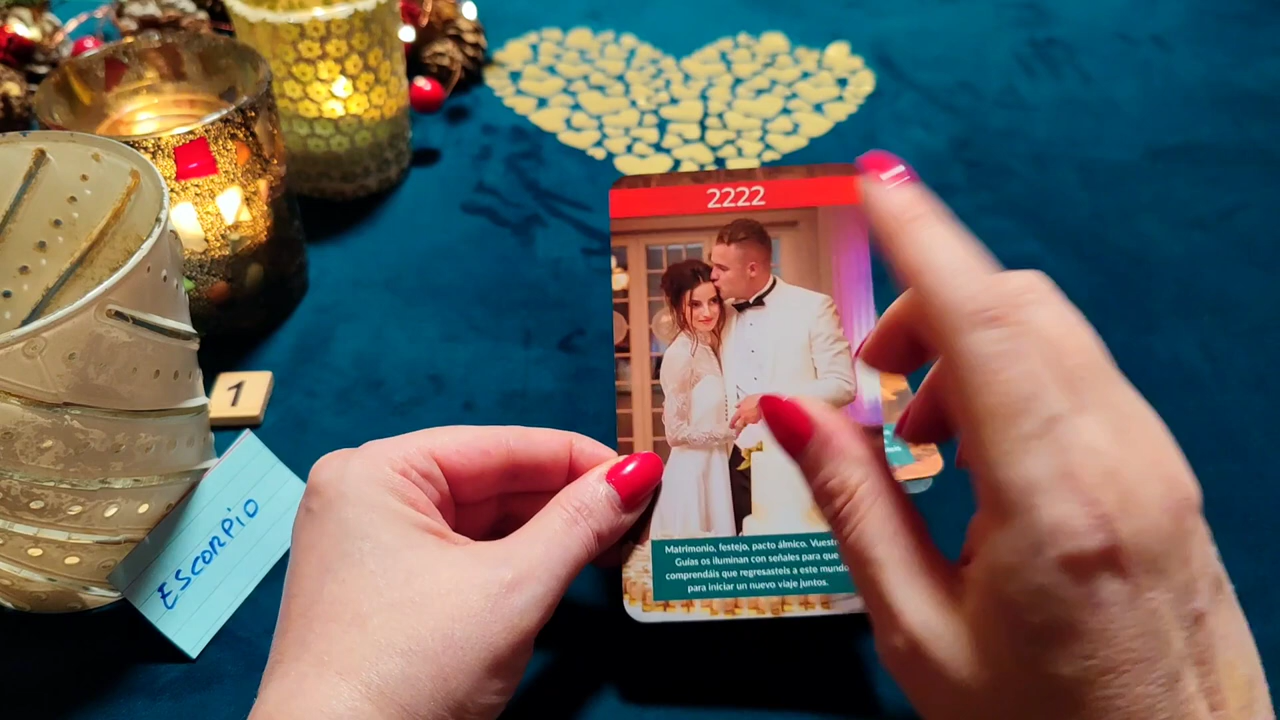 2222
Matrimonio, festejo, pacto álmico.
Guías os iluminan con señales para que
comprendáis que regresasteis a este mundo
para iniciar un nuevo viaje juntos.
1
ESCORPiO